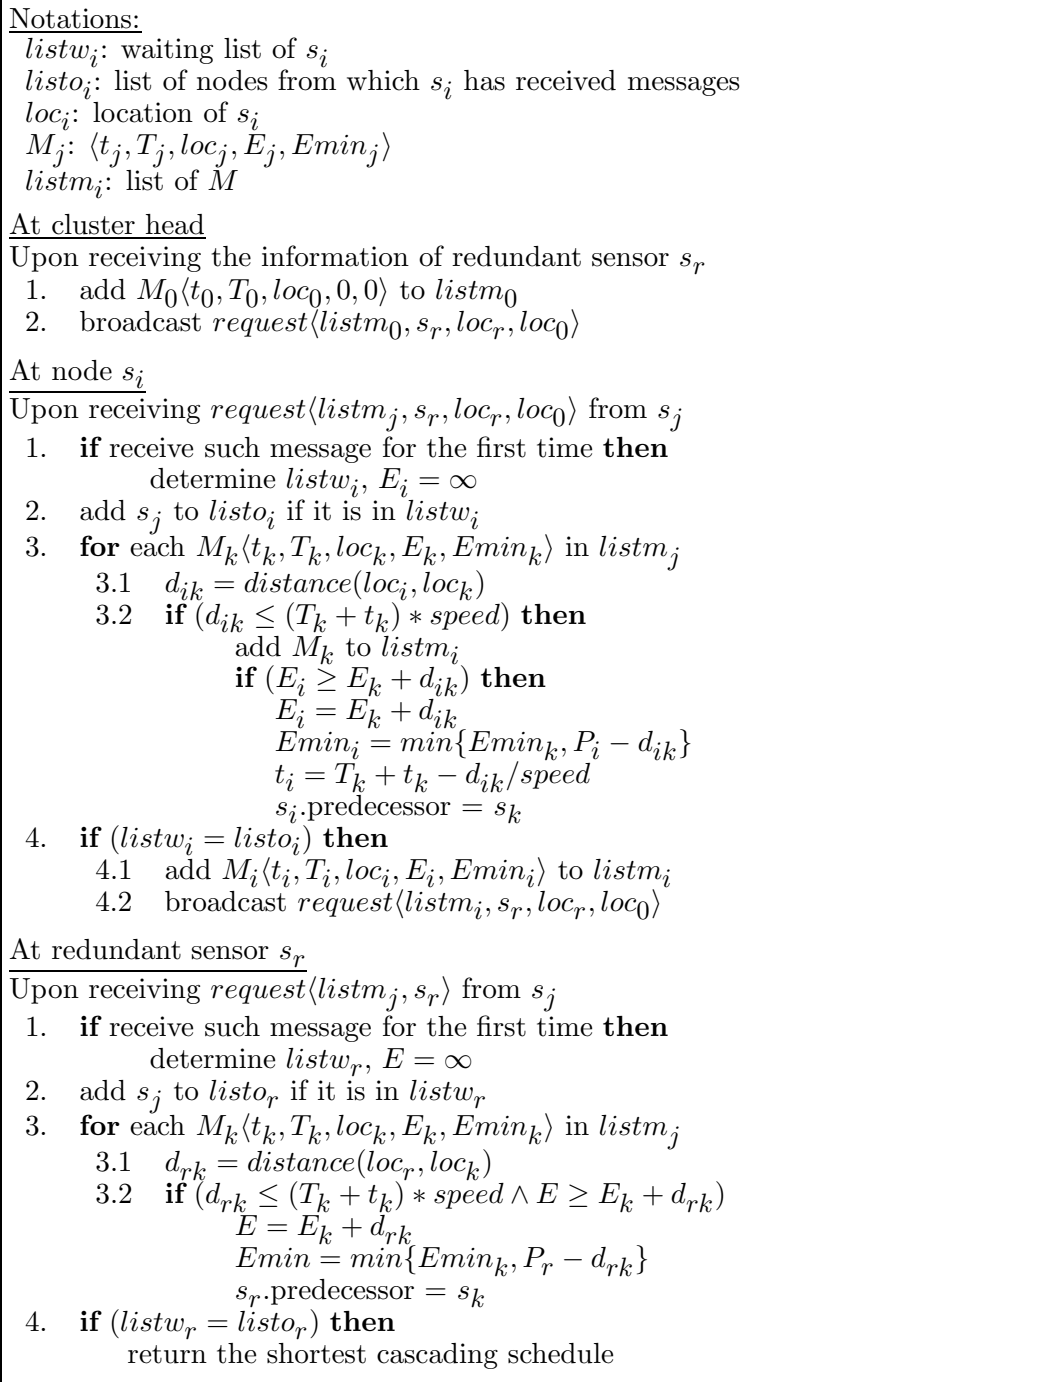 Notations:
listw_i: waiting list of s_i
listo_i: list of nodes from which s_i has received messages
loc_i: location of s_i
M_j: ⟨t_j, T_j, loc_j, E_j, Emin_j⟩
listm_i: list of M
At cluster head
Upon receiving the information of redundant sensor s_r
1. add M_0⟨t_0, T_0, loc_0, 0, 0⟩ to listm_0
2. broadcast request⟨listm_0, s_r, loc_r, loc_0⟩
At node s_i
Upon receiving request⟨listm_j, s_r, loc_r, loc_0⟩ from s_j
1. if receive such message for the first time then
determine listw_i, E_i = ∞
2. add s_j to listo_i if it is in listw_i
3. for each M_k⟨t_k, T_k, loc_k, E_k, Emin_k⟩ in listm_j
3.1 d_ik = distance(loc_i, loc_k)
3.2 if (d_ik ≤ (T_k + t_k) * speed) then
add M_k to listm_i
if (E_i ≥ E_k + d_ik) then
E_i = E_k + d_ik
Emin_i = min{Emin_k, P_i − d_ik}
t_i = T_k + t_k − d_ik/speed
s_i.predecessor = s_k
4. if (listw_i = listo_i) then
4.1 add M_i⟨t_i, T_i, loc_i, E_i, Emin_i⟩ to listm_i
4.2 broadcast request⟨listm_i, s_r, loc_r, loc_0⟩
At redundant sensor s_r
Upon receiving request⟨listm_j, s_r⟩ from s_j
1. if receive such message for the first time then
determine listw_r, E = ∞
2. add s_j to listo_r if it is in listw_r
3. for each M_k⟨t_k, T_k, loc_k, E_k, Emin_k⟩ in listm_j
3.1 d_rk = distance(loc_r, loc_k)
3.2 if (d_rk ≤ (T_k + t_k) * speed ∧ E ≥ E_k + d_rk)
E = E_k + d_rk
Emin = min{Emin_k, P_r − d_rk}
s_r.predecessor = s_k
4. if (listw_r = listo_r) then
return the shortest cascading schedule